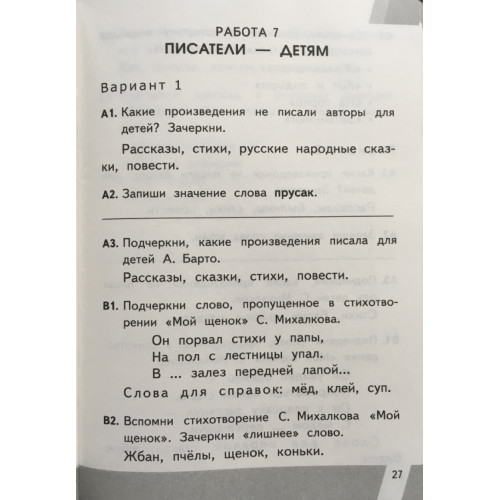 РАБОТА 7
ПИСАТЕЛИ — ДЕТЯМ
Вариант 1
А1. Какие произведения не писали авторы для
детей? Зачеркни.
Рассказы, стихи, русские народные сказ-
ки, повести.
А2. Запиши значение слова прусак.
А3. Подчеркни, какие произведения писала для
детей А. Барто.
Рассказы, сказки, стихи, повести.
В1. Подчеркни слово, пропущенное в стихотво-
рении «Мой щенок» С. Михалкова.
Он порвал стихи у папы,
На пол с лестницы упал.
В ... залез передней лапой...
Слова для справок: мёд, клей, суп.
В2. Вспомни стихотворение С. Михалкова «Мой
щенок». Зачеркни «лишнее» слово.
Жбан, пчёлы, щенок, коньки.
27